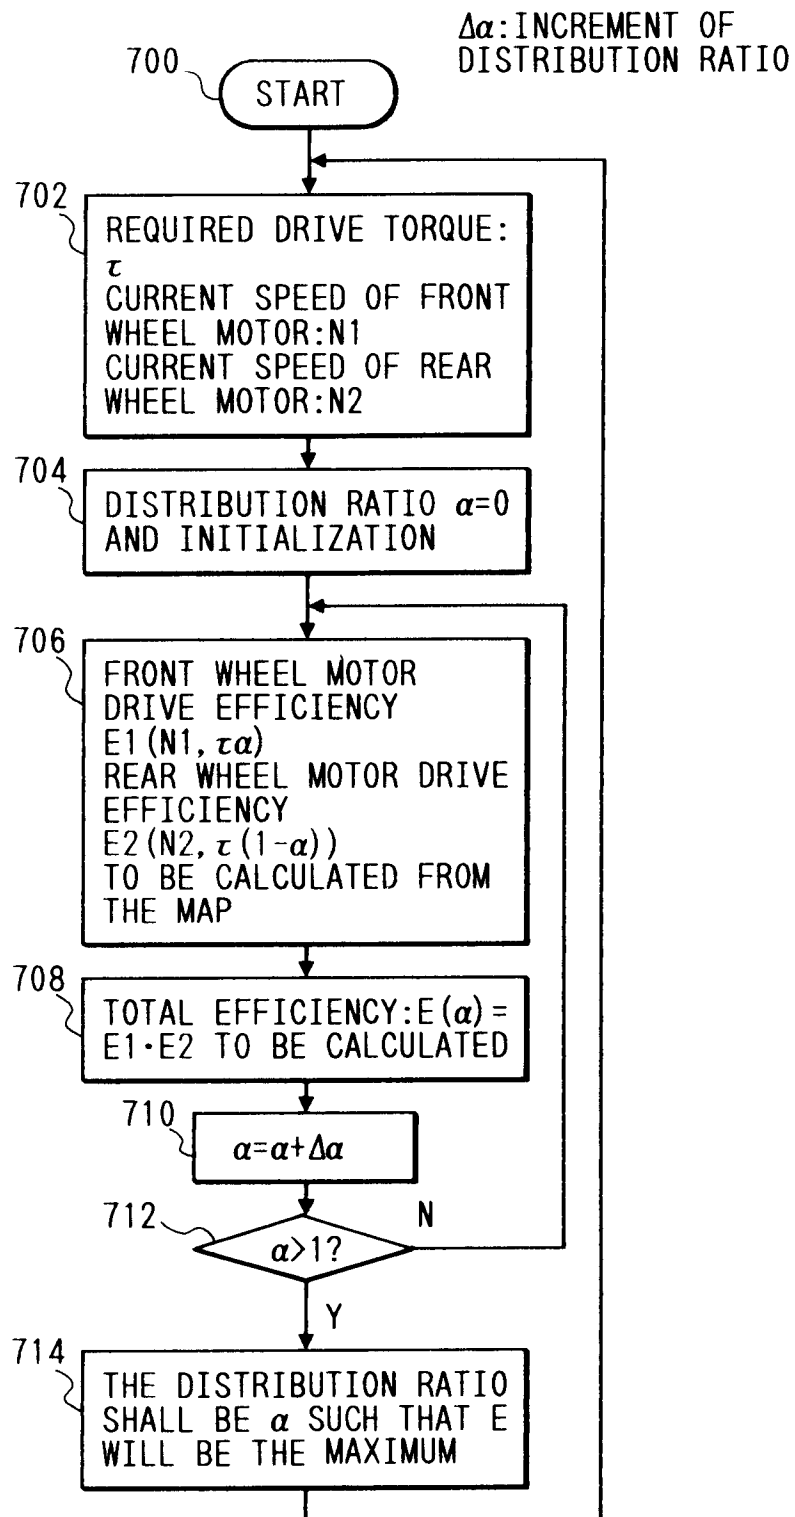 Δα:INCREMENT OF
DISTRIBUTION RATIO
700
START
702
REQUIRED DRIVE TORQUE:
τ
CURRENT SPEED OF FRONT
WHEEL MOTOR:N1
CURRENT SPEED OF REAR
WHEEL MOTOR:N2
704
DISTRIBUTION RATIO α=0
AND INITIALIZATION
706
FRONT WHEEL MOTOR
DRIVE EFFICIENCY
E1(N1,τα)
REAR WHEEL MOTOR DRIVE
EFFICIENCY
E2(N2,τ(1-α))
TO BE CALCULATED FROM
THE MAP
708
TOTAL EFFICIENCY:E(α)=
E1·E2 TO BE CALCULATED
710
α=α+Δα
712
α>1?
N
Y
714
THE DISTRIBUTION RATIO
SHALL BE α SUCH THAT E
WILL BE THE MAXIMUM